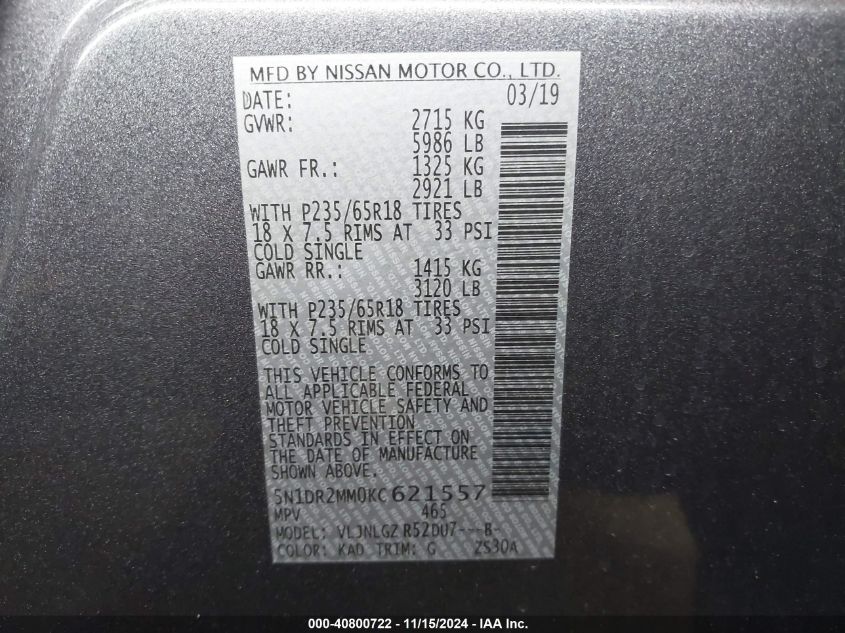 MFD BY NISSAN MOTOR CO., LTD.
DATE: 03/19
GVWR: 2715 KG
5986 LB
GAWR FR.: 1325 KG
2921 LB
WITH P235/65R18 TIRES
18 X 7.5 RIMS AT 33 PSI
COLD SINGLE
GAWR RR.: 1415 KG
3120 LB
WITH P235/65R18 TIRES
18 X 7.5 RIMS AT 33 PSI
COLD SINGLE
THIS VEHICLE CONFORMS TO
ALL APPLICABLE FEDERAL
MOTOR VEHICLE SAFETY AND
THEFT PREVENTION
STANDARDS IN EFFECT ON
THE DATE OF MANUFACTURE
SHOWN ABOVE.
5N1DR2MM0KC621557
MPV 465
MODEL: VLJNLGZ R52DU7---B-
COLOR: KAD TRIM: G ZS30A
000-40800722 - 11/15/2024 - IAA Inc.